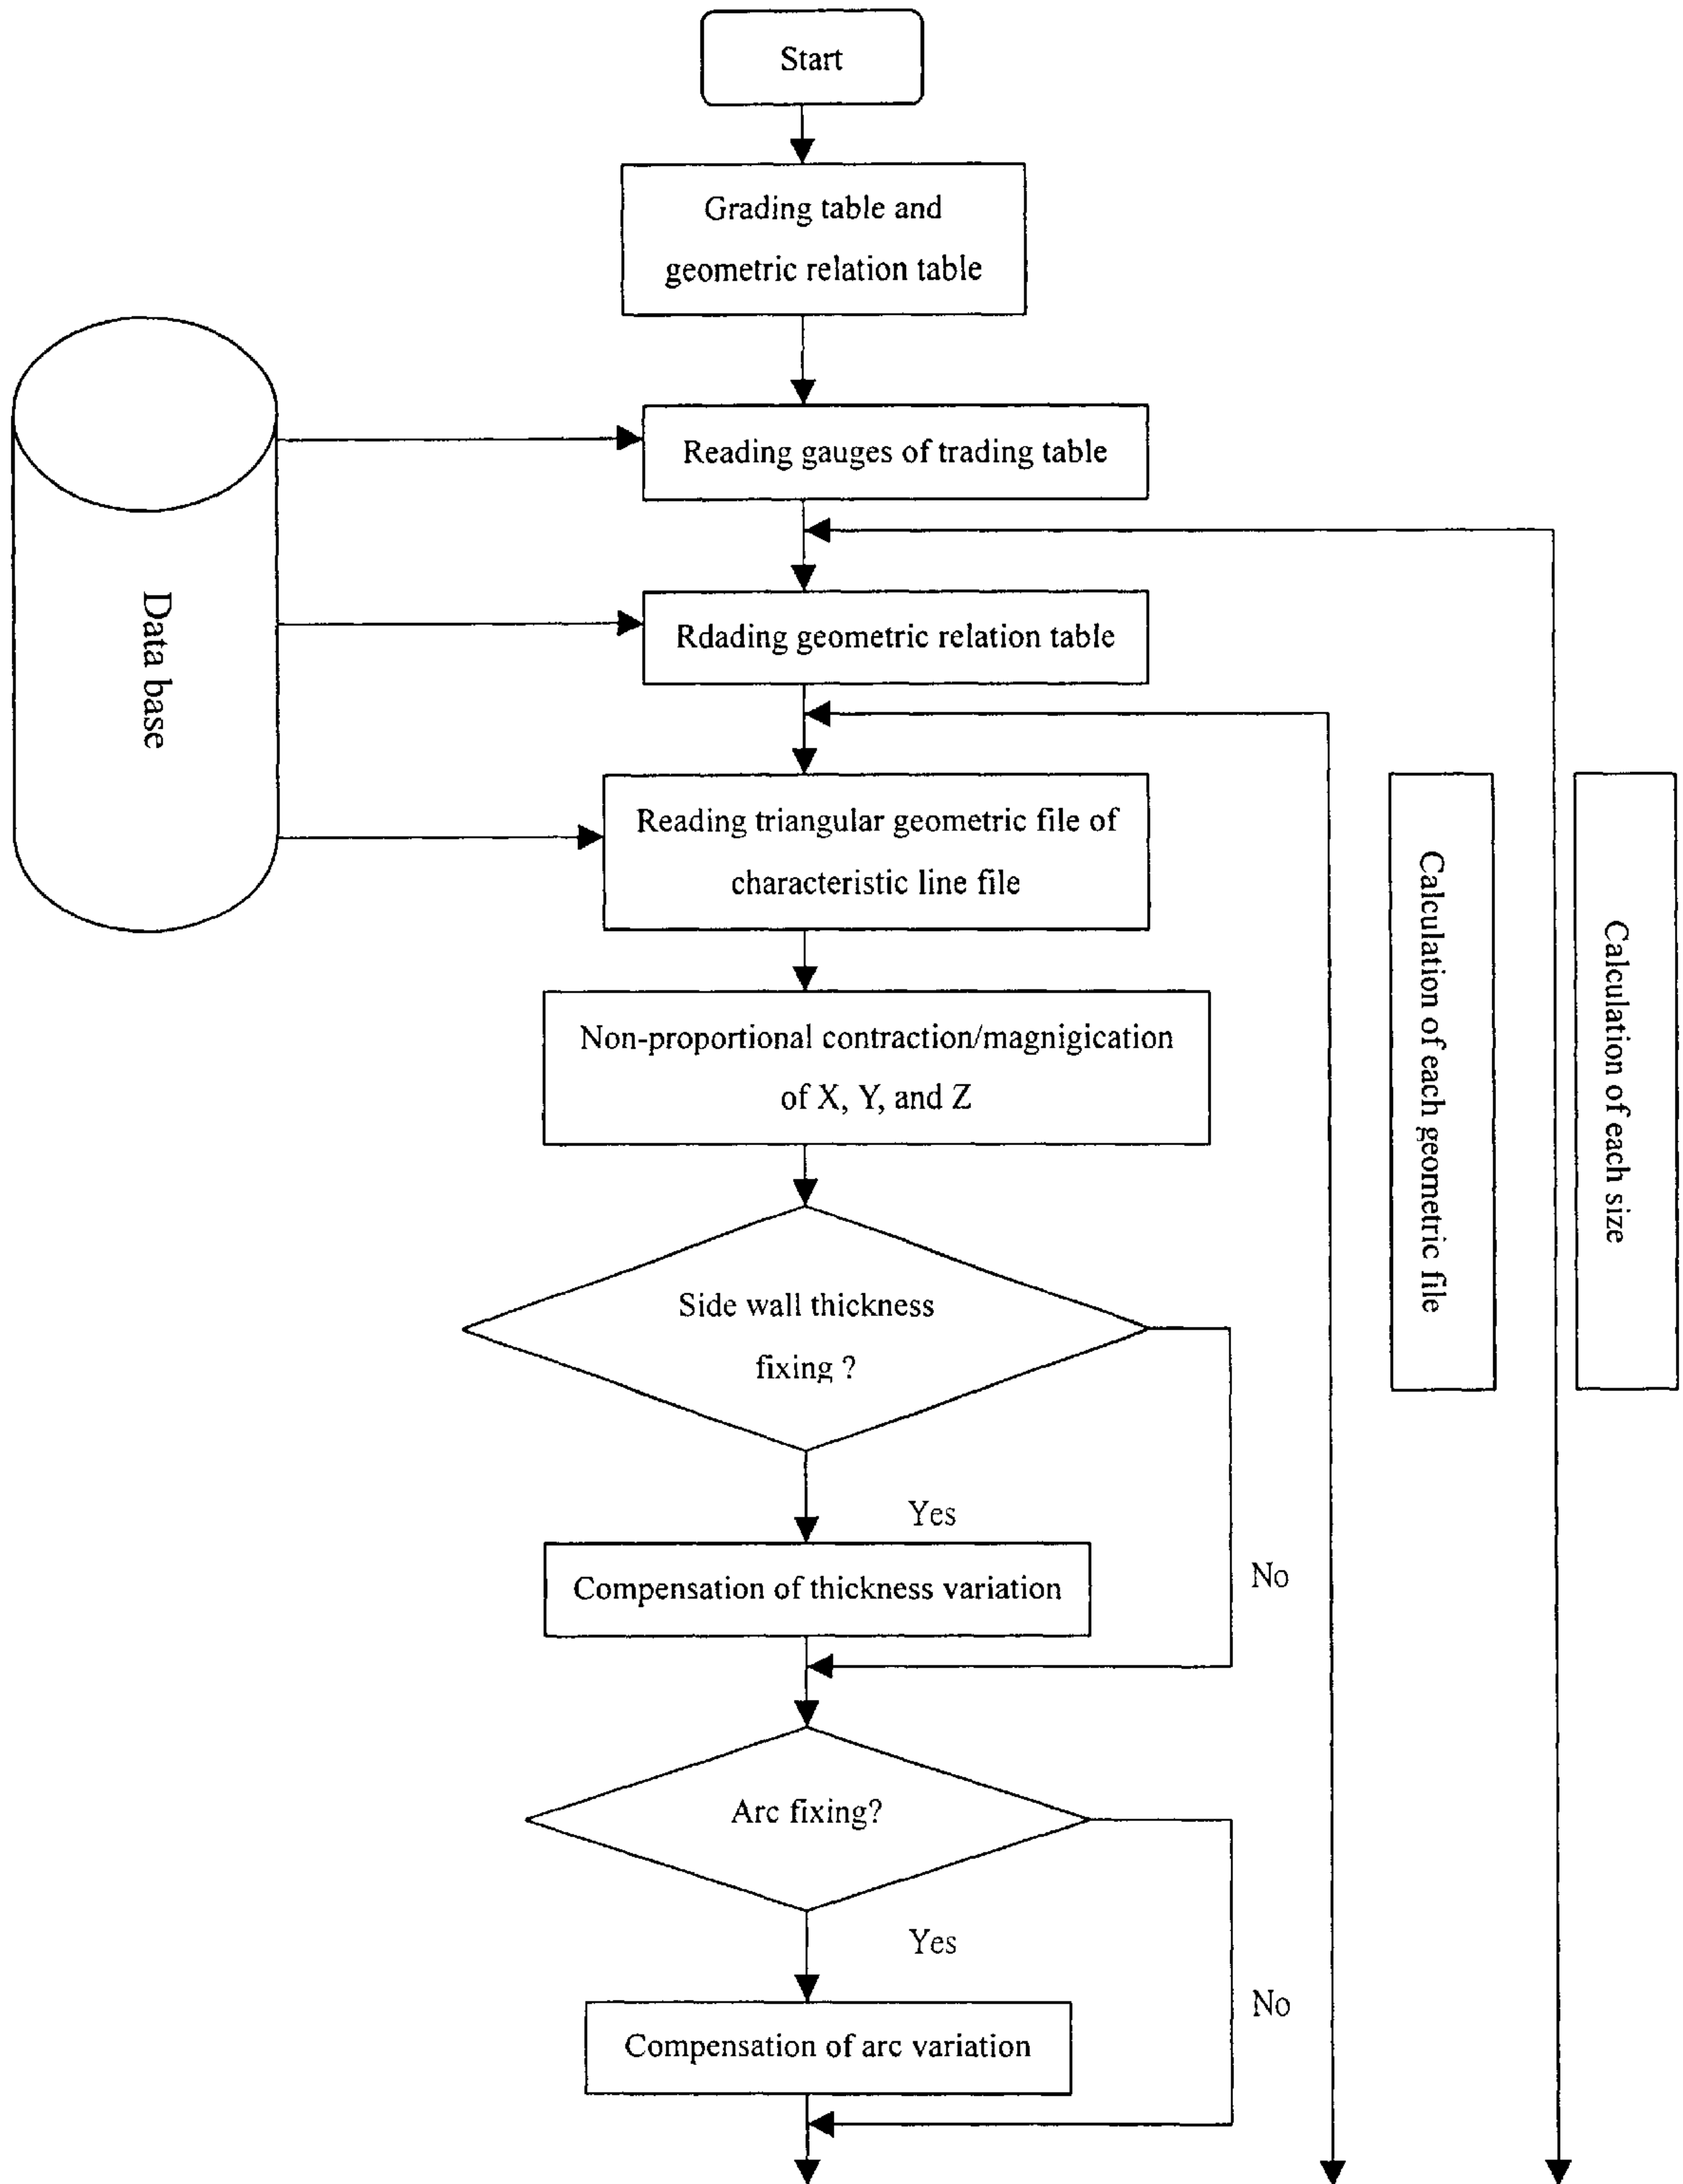 Start
Grading table and
geometric relation table
Reading gauges of trading table
Rdading geometric relation table
Data base
Reading triangular geometric file of
characteristic line file
Non-proportional contraction/magnigication
of X, Y, and Z
Calculation of each geometric file
Calculation of each size
Side wall thickness
fixing ?
Yes
No
Compensation of thickness variation
Arc fixing?
Yes
No
Compensation of arc variation